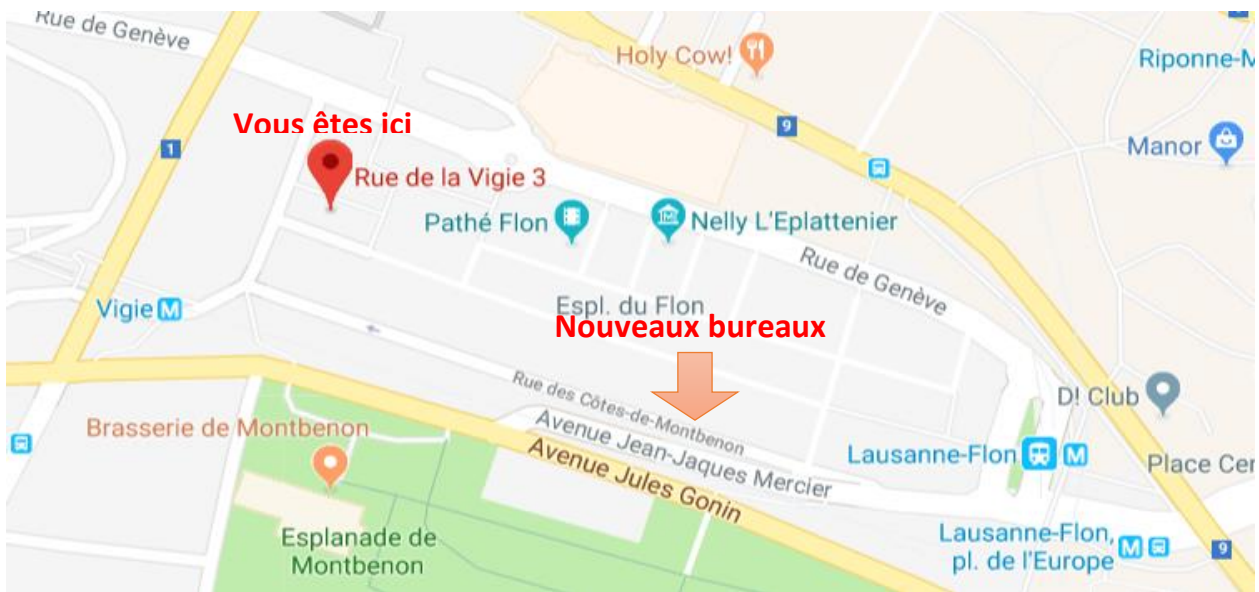 Rue de Genève
Holy Cow!
Riponne-M
9
Vous êtes ici
1
Manor
Rue de la Vigie 3
Pathé Flon
Nelly L'Eplattenier
Rue de Genève
Vigie M
Espl. du Flon
Nouveaux bureaux
Rue des Côtes-de-Montbenon
D! Club
Brasserie de Montbenon
Avenue Jean-Jaques Mercier
Lausanne-Flon M
Place Cer
Avenue Jules Gonin
Esplanade de
Montbenon
Lausanne-Flon,
pl. de l'Europe M
9